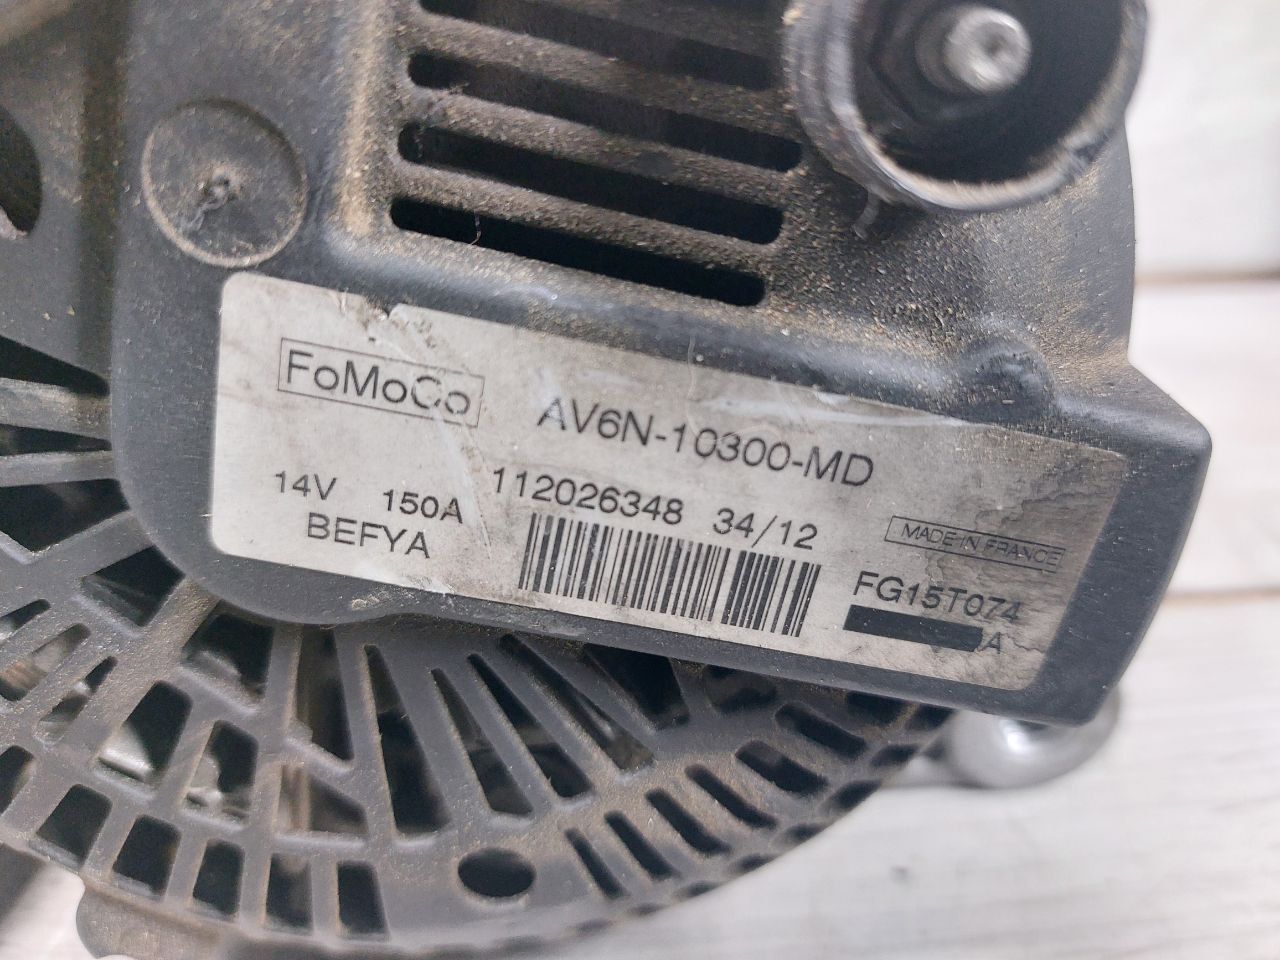 FoMoCo
AV6N-10300-MD
14V 150A
112026348 34/12
BEFYA
MADE IN FRANCE
FG15T074
A